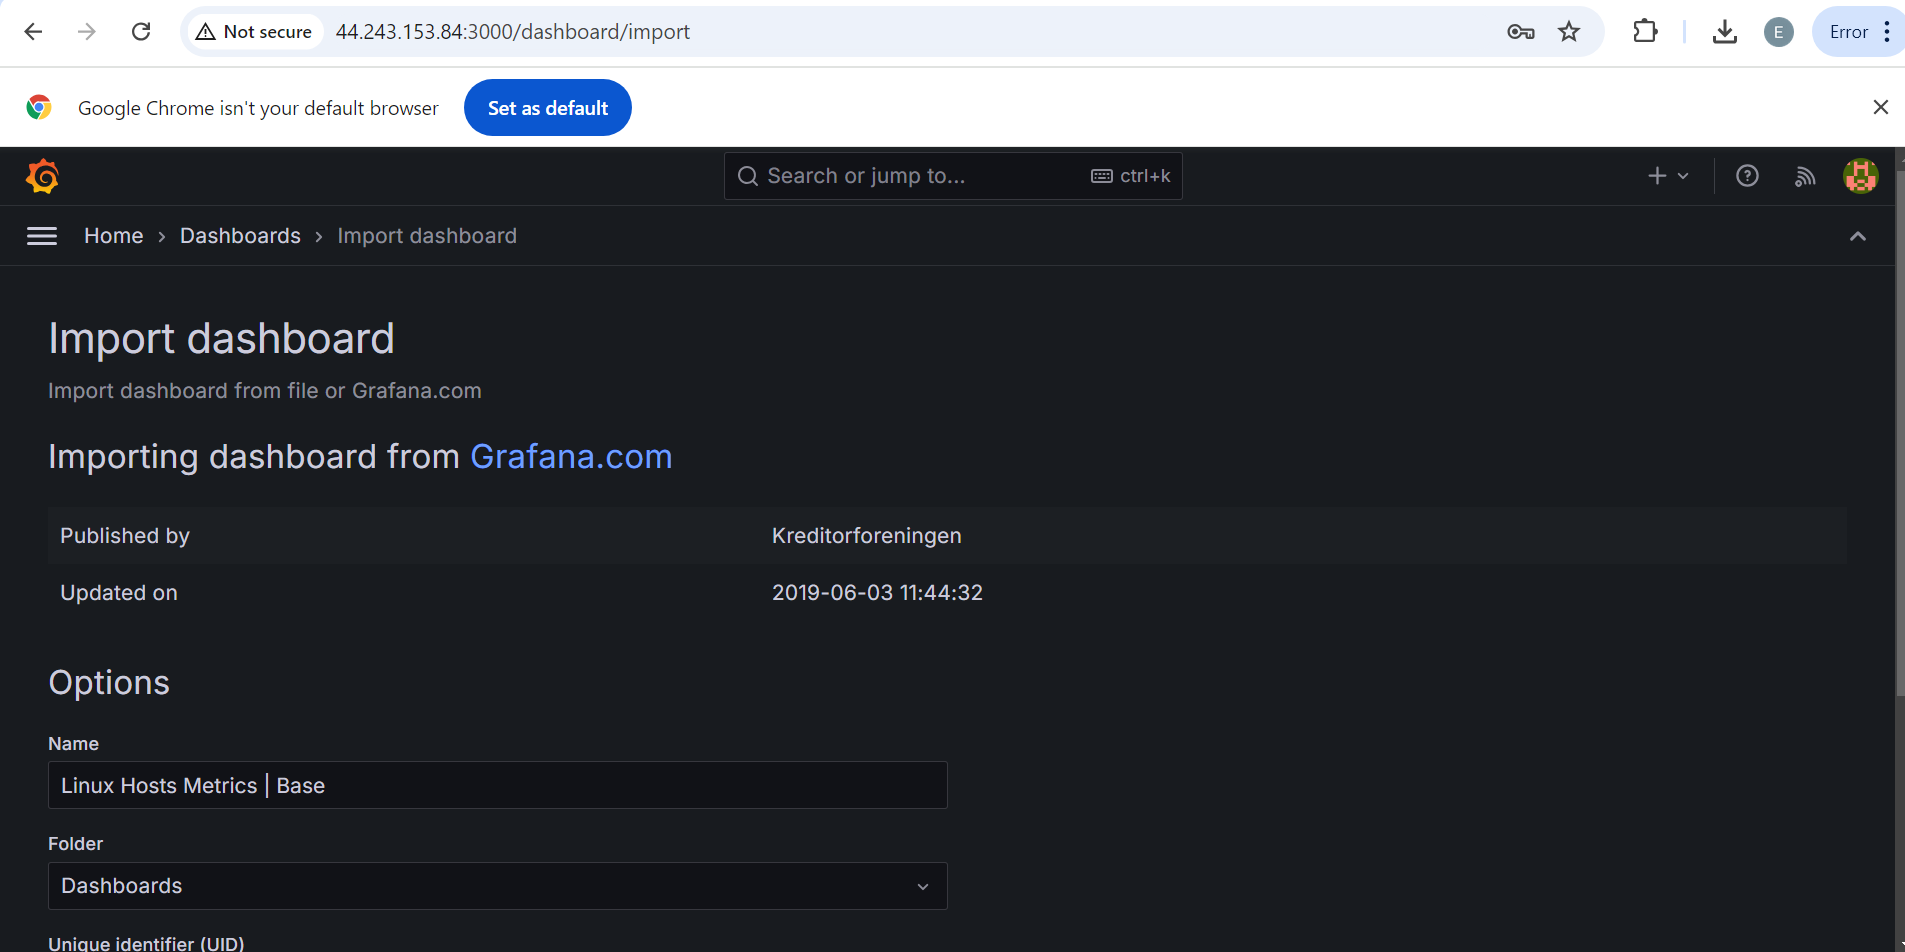 Not secure 44.243.153.84:3000/dashboard/import E Error
Google Chrome isn't your default browser Set as default
Search or jump to... ctrl+k
Home › Dashboards › Import dashboard
Import dashboard
Import dashboard from file or Grafana.com
Importing dashboard from Grafana.com
Published by Kreditorforeningen
Updated on 2019-06-03 11:44:32
Options
Name
Linux Hosts Metrics | Base
Folder
Dashboards
Unique identifier (UID)